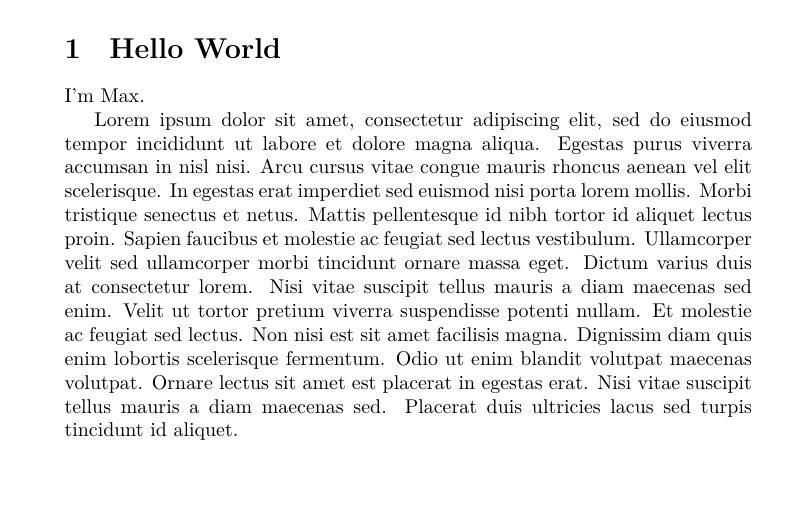 1 Hello World
I'm Max.
Lorem ipsum dolor sit amet, consectetur adipiscing elit, sed do eiusmod
tempor incididunt ut labore et dolore magna aliqua. Egestas purus viverra
accumsan in nisl nisi. Arcu cursus vitae congue mauris rhoncus aenean vel elit
scelerisque. In egestas erat imperdiet sed euismod nisi porta lorem mollis. Morbi
tristique senectus et netus. Mattis pellentesque id nibh tortor id aliquet lectus
proin. Sapien faucibus et molestie ac feugiat sed lectus vestibulum. Ullamcorper
velit sed ullamcorper morbi tincidunt ornare massa eget. Dictum varius duis
at consectetur lorem. Nisi vitae suscipit tellus mauris a diam maecenas sed
enim. Velit ut tortor pretium viverra suspendisse potenti nullam. Et molestie
ac feugiat sed lectus. Non nisi est sit amet facilisis magna. Dignissim diam quis
enim lobortis scelerisque fermentum. Odio ut enim blandit volutpat maecenas
volutpat. Ornare lectus sit amet est placerat in egestas erat. Nisi vitae suscipit
tellus mauris a diam maecenas sed. Placerat duis ultricies lacus sed turpis
tincidunt id aliquet.